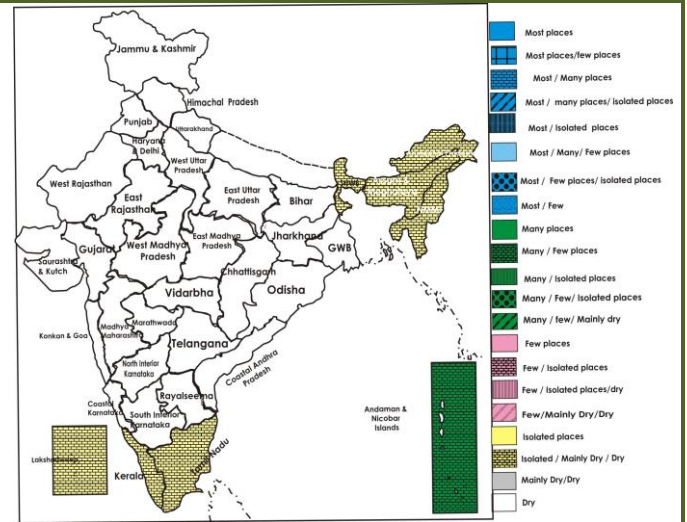 Jammu & Kashmir
Himachal Pradesh
Punjab
Uttarakhand
Haryana
& Delhi
West Uttar
Pradesh
West Rajasthan
East
Rajasthan
East Uttar
Pradesh
Bihar
East Madhya
Pradesh
Jharkhand
GWB
Gujarat
West Madhya
Pradesh
Saurashtra
& Kutch
Chhattisgarh
Vidarbha
Odisha
Konkan & Goa
Madhya
Maharashtra
Marathwada
Telangana
North Interior
Karnataka
Coastal Andhra
Pradesh
Rayalseema
Coastal
Karnataka
South Interior
Karnataka
Andaman &
Nicobar
Islands
Lakshadweep
Kerala
Tamil Nadu
Most places
Most places/few places
Most / Many places
Most / many places/ isolated places
Most / Isolated places
Most / Many/ Few places
Most / Few places/ isolated places
Most / Few
Many places
Many / Few places
Many / Isolated places
Many / Few/ Isolated places
Many / few/ Mainly dry
Few places
Few / Isolated places
Few / Isolated places/dry
Few/Mainly Dry/Dry
Isolated places
Isolated / Mainly Dry / Dry
Mainly Dry/Dry
Dry